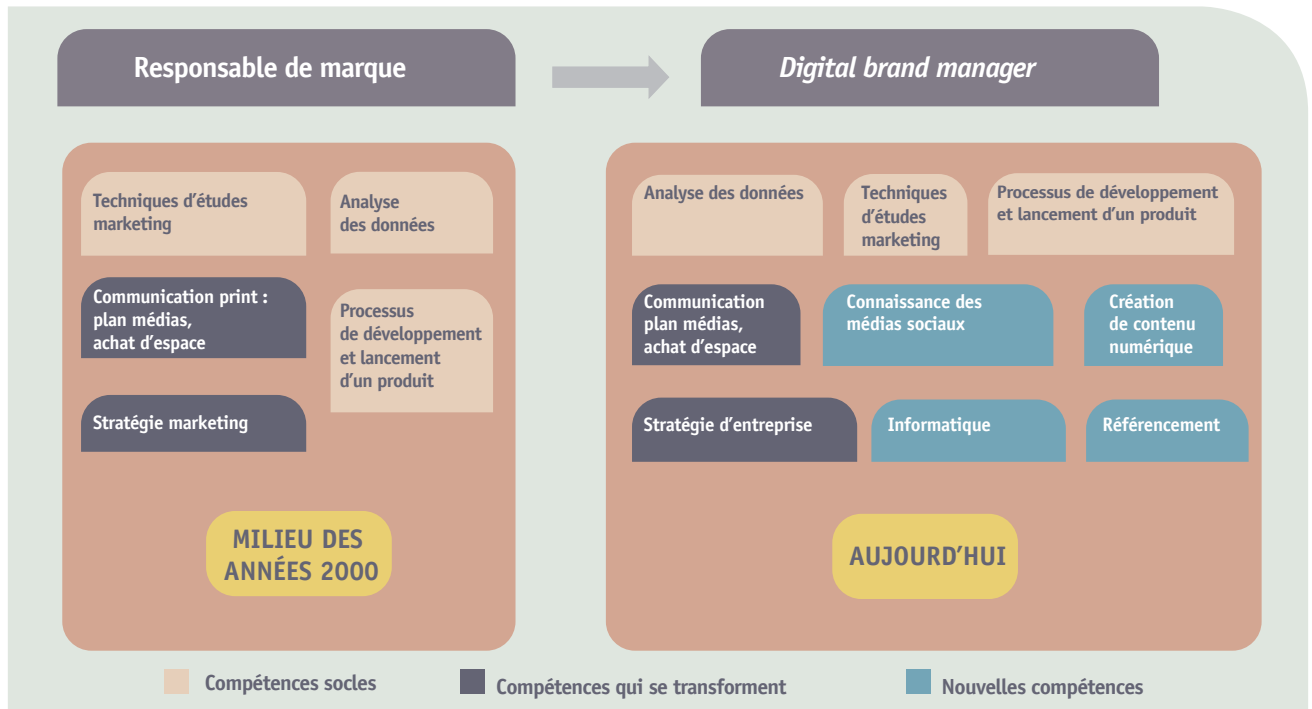 Responsable de marque
Digital brand manager
Techniques d'études
marketing
Analyse
des données
Communication print :
plan médias,
achat d'espace
Processus
de développement
et lancement
d'un produit
Stratégie marketing
MILIEU DES
ANNÉES 2000
Analyse des données
Techniques
d'études
marketing
Processus de développement
et lancement d'un produit
Communication
plan médias,
achat d'espace
Connaissance des
médias sociaux
Création
de contenu
numérique
Stratégie d'entreprise
Informatique
Référencement
AUJOURD'HUI
Compétences socles
Compétences qui se transforment
Nouvelles compétences